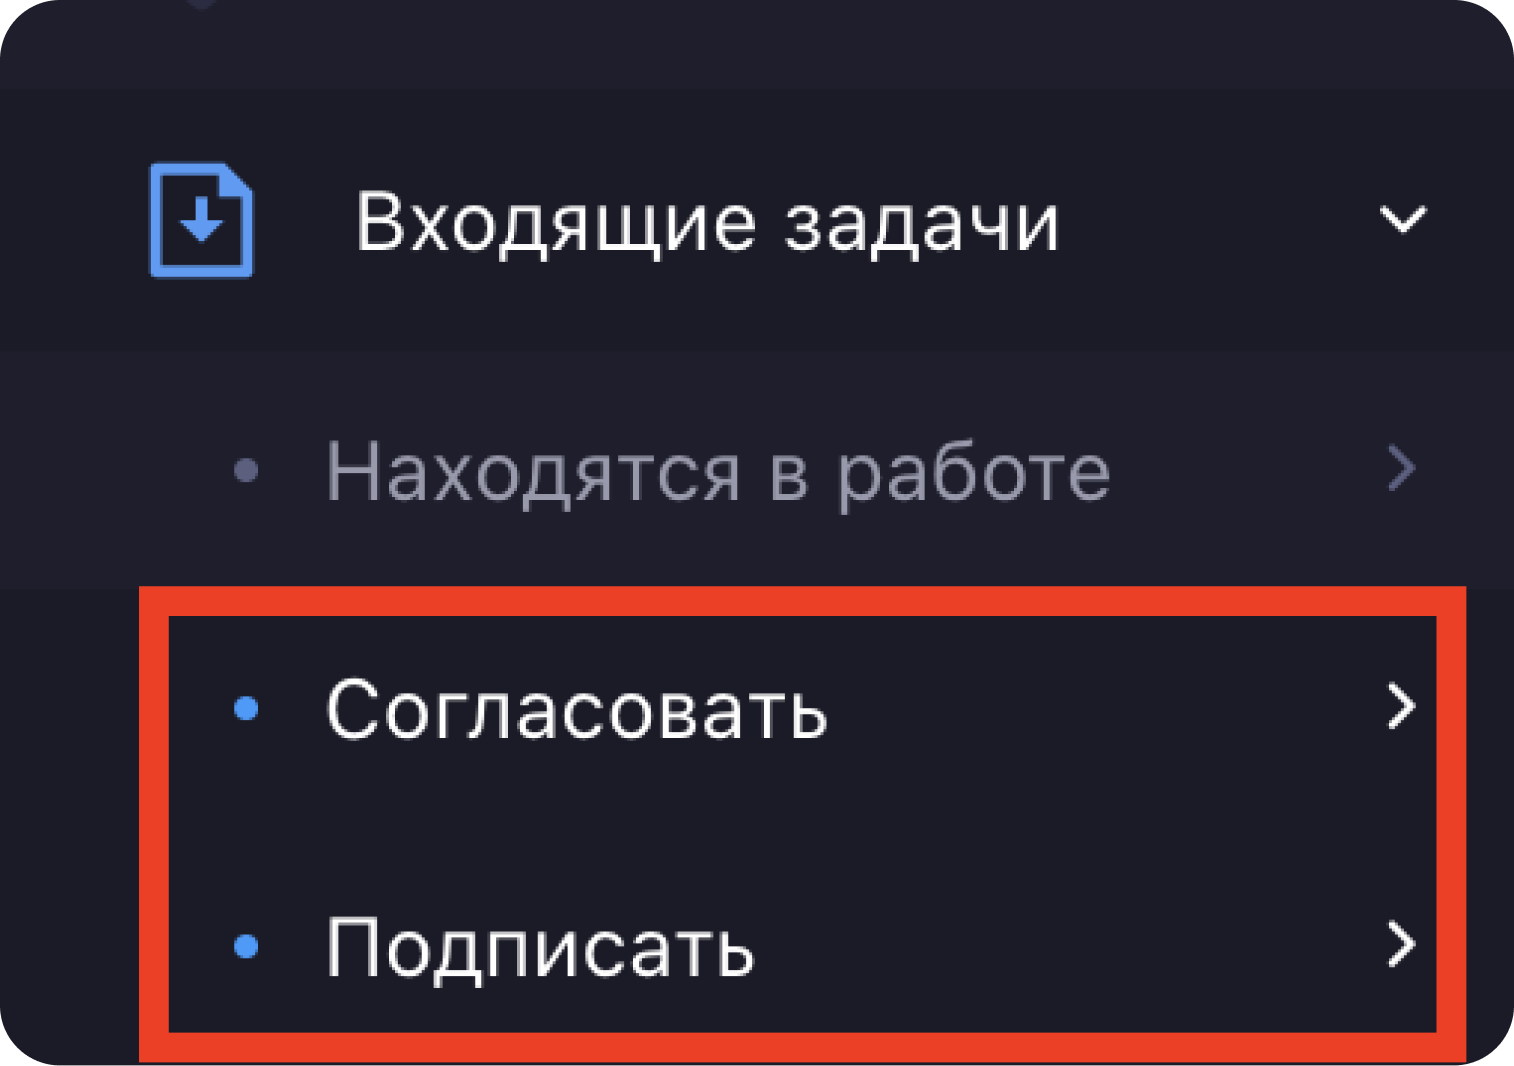 Входящие задачи
Находятся в работе
Согласовать
Подписать